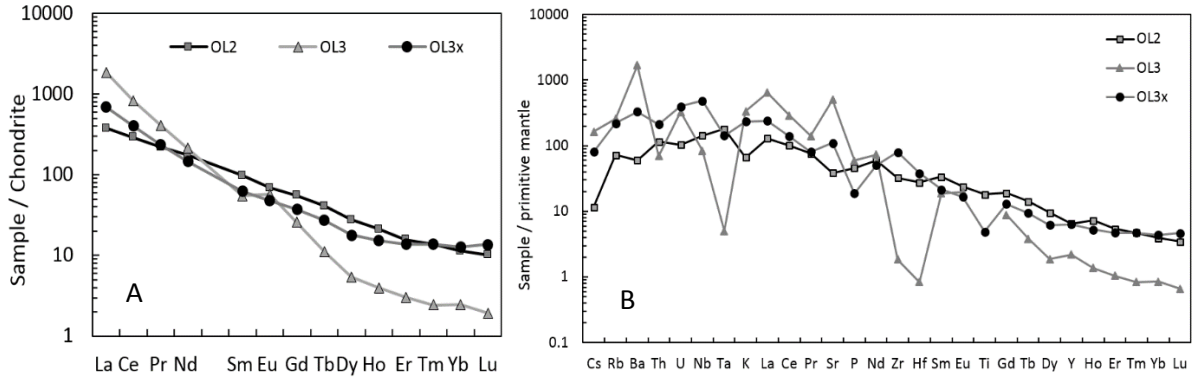 10000
1000
100
10
1
Sample / Chondrite
OL2 OL3 OL3x
A
La Ce Pr Nd Sm Eu Gd Tb Dy Ho Er Tm Yb Lu
10000
1000
100
10
1
0.1
Sample / primitive mantle
OL2
OL3
OL3x
B
Cs Rb Ba Th U Nb Ta K La Ce Pr Sr P Nd Zr Hf Sm Eu Ti Gd Tb Dy Y Ho Er Tm Yb Lu